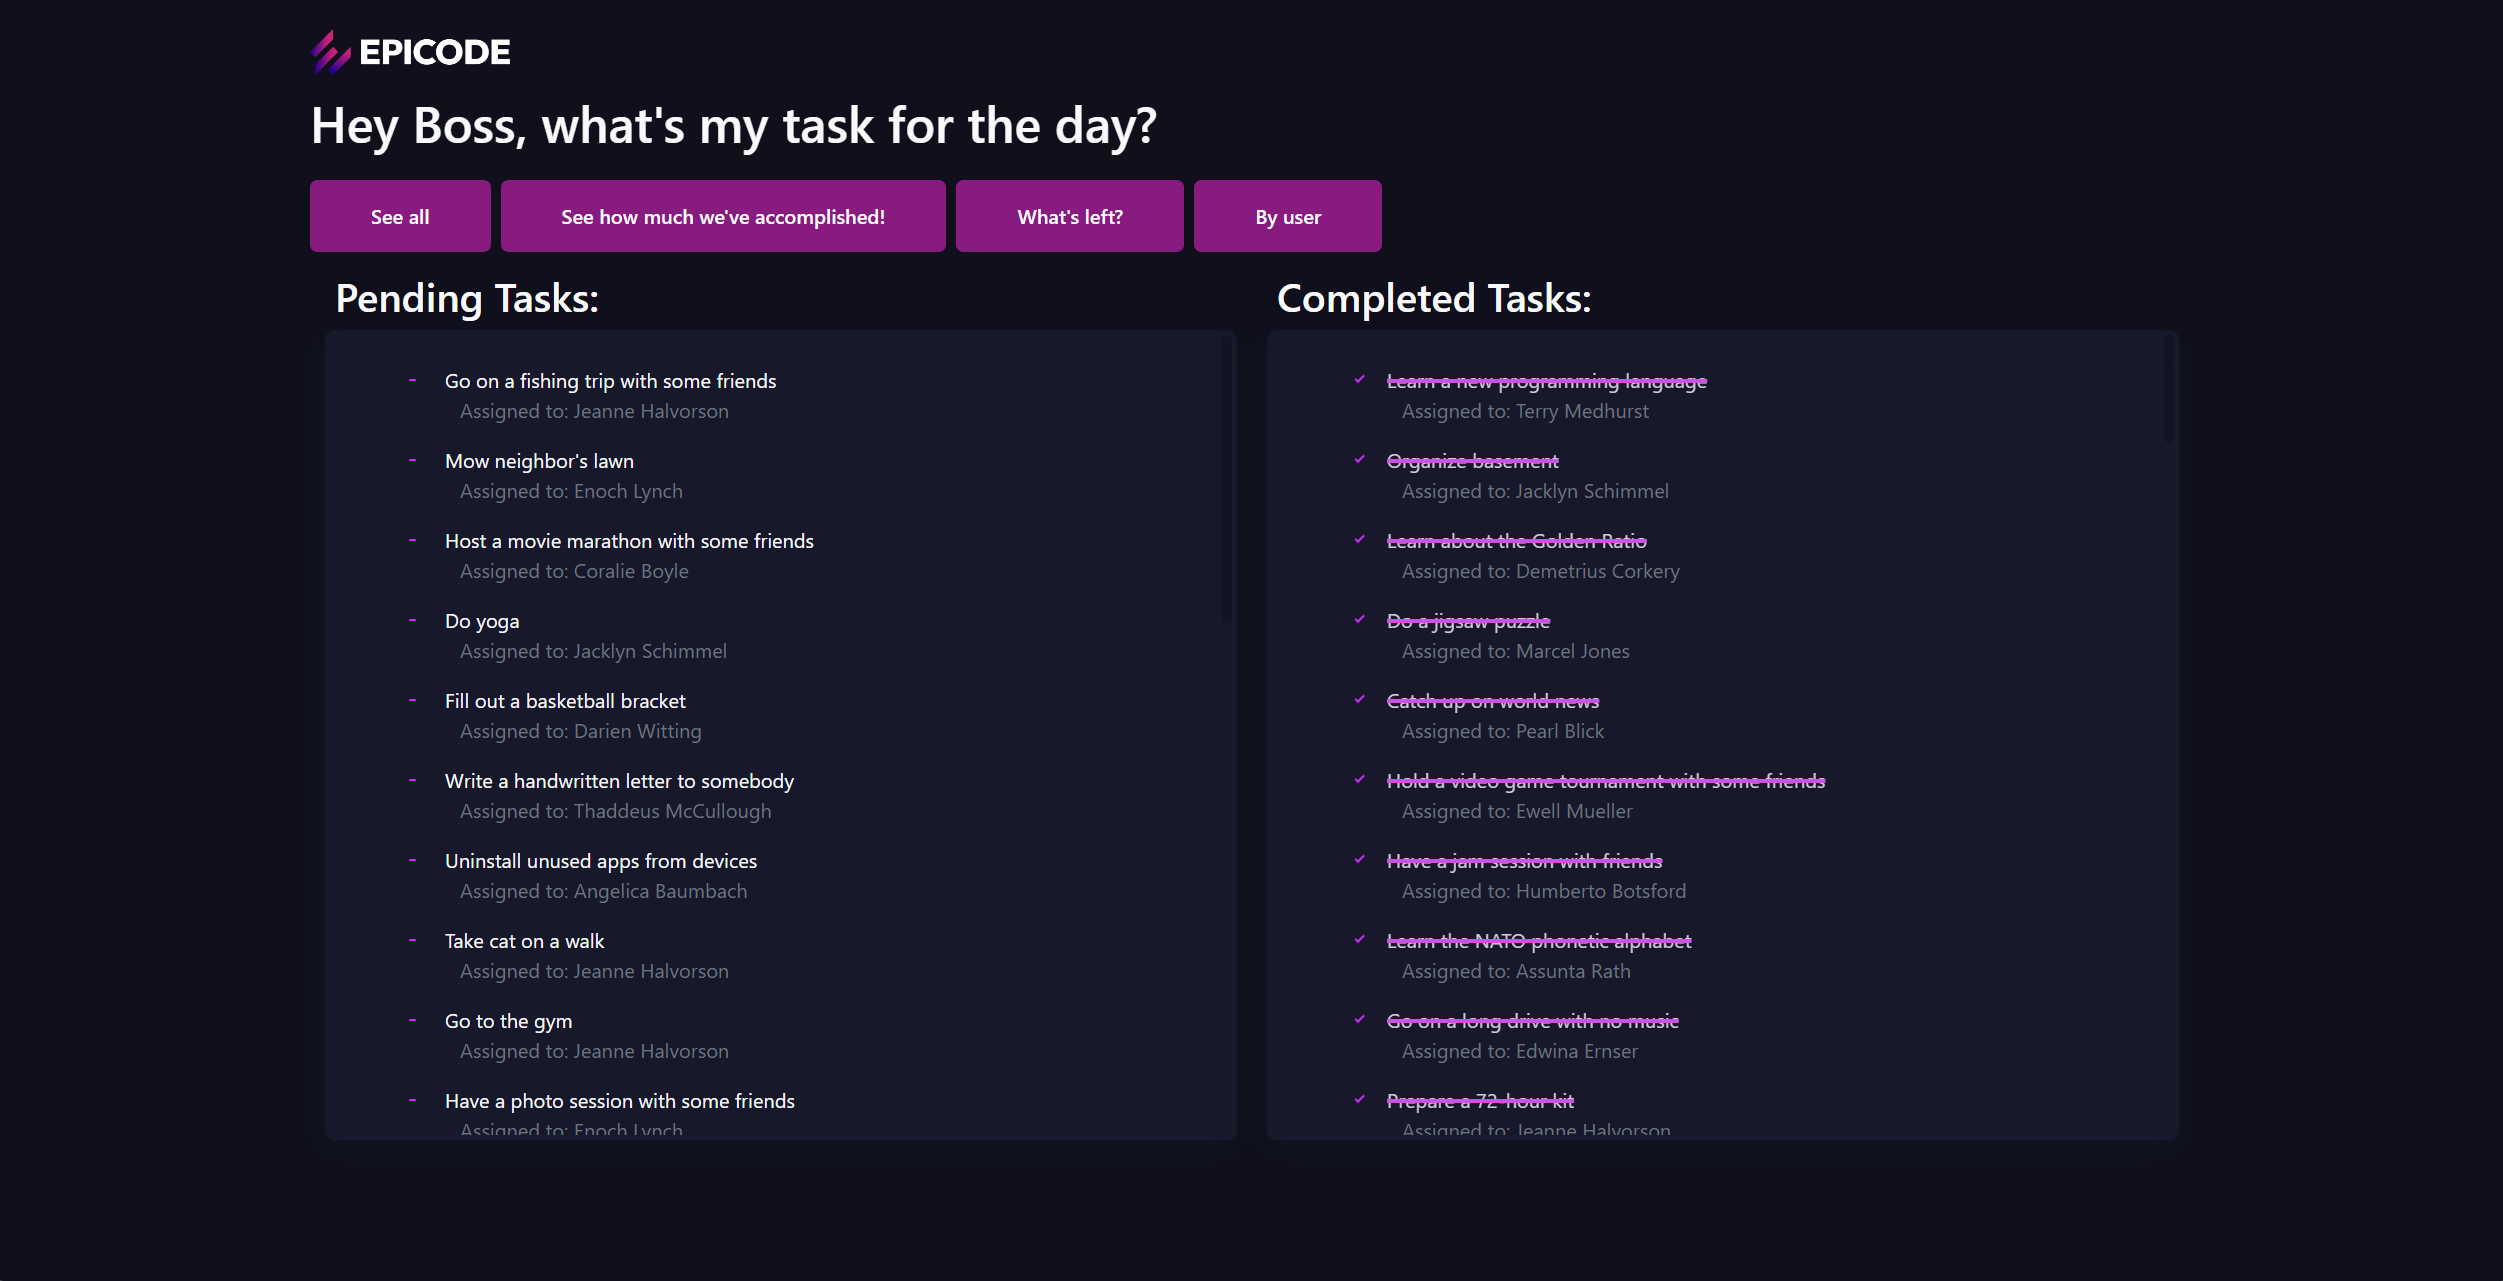 EPICODE
Hey Boss, what's my task for the day?
See all
See how much we've accomplished!
What's left?
By user
Pending Tasks:
- Go on a fishing trip with some friends
Assigned to: Jeanne Halvorson
- Mow neighbor's lawn
Assigned to: Enoch Lynch
- Host a movie marathon with some friends
Assigned to: Coralie Boyle
- Do yoga
Assigned to: Jacklyn Schimmel
- Fill out a basketball bracket
Assigned to: Darien Witting
- Write a handwritten letter to somebody
Assigned to: Thaddeus McCullough
- Uninstall unused apps from devices
Assigned to: Angelica Baumbach
- Take cat on a walk
Assigned to: Jeanne Halvorson
- Go to the gym
Assigned to: Jeanne Halvorson
- Have a photo session with some friends
Assigned to: Enoch Lynch
Completed Tasks:
✓ Learn a new programming language
Assigned to: Terry Medhurst
✓ Organize basement
Assigned to: Jacklyn Schimmel
✓ Learn about the Golden Ratio
Assigned to: Demetrius Corkery
✓ Do a jigsaw puzzle
Assigned to: Marcel Jones
✓ Catch up on world news
Assigned to: Pearl Blick
✓ Hold a video game tournament with some friends
Assigned to: Ewell Mueller
✓ Have a jam session with friends
Assigned to: Humberto Botsford
✓ Learn the NATO phonetic alphabet
Assigned to: Assunta Rath
✓ Go on a long drive with no music
Assigned to: Edwina Ernser
✓ Prepare a 72-hour kit
Assigned to: Jeanne Halvorson